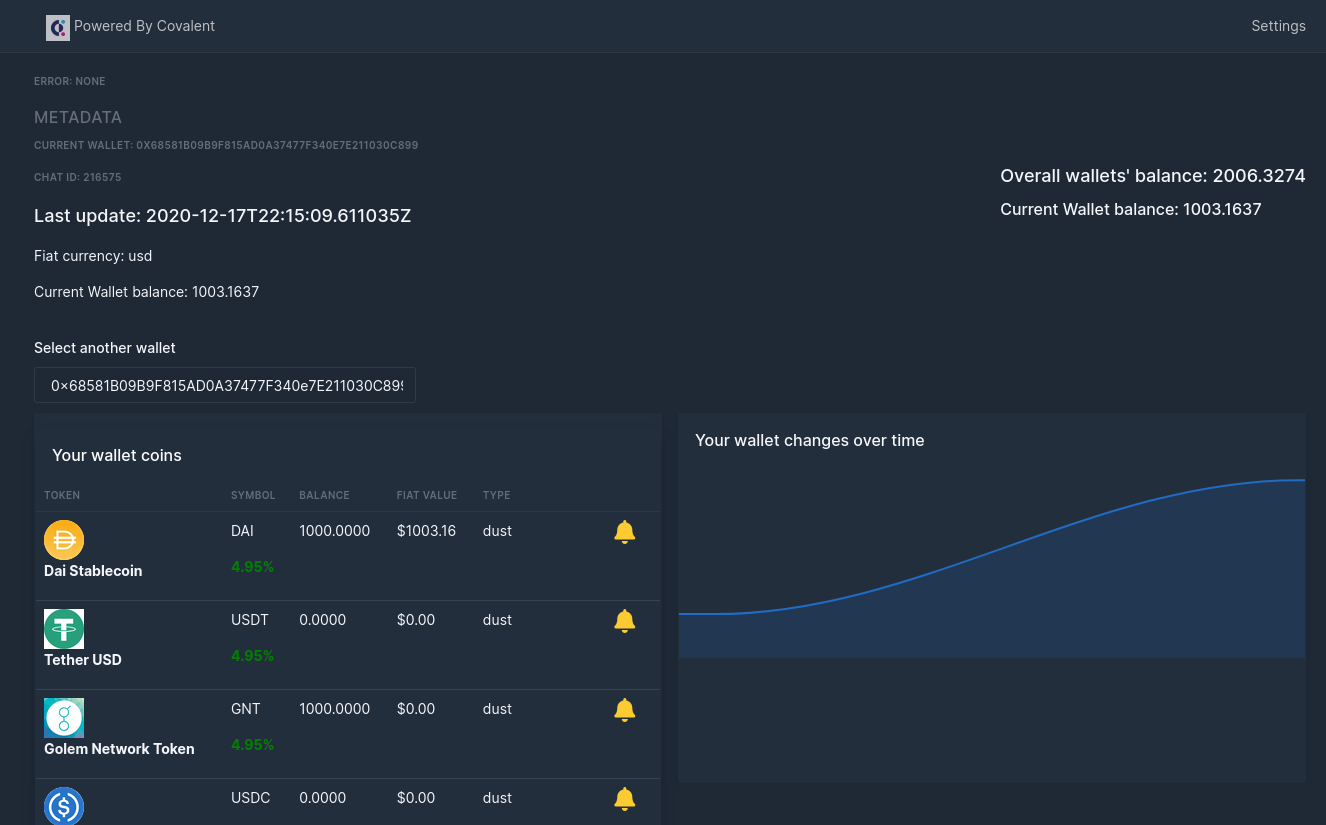 Powered By Covalent
Settings
ERROR: NONE
METADATA
CURRENT WALLET: 0X68581B09B9F815AD0A37477F340E7E211030C899
CHAT ID: 216575
Overall wallets' balance: 2006.3274
Current Wallet balance: 1003.1637
Last update: 2020-12-17T22:15:09.611035Z
Fiat currency: usd
Current Wallet balance: 1003.1637
Select another wallet
0x68581B09B9F815AD0A37477F340e7E211030C899
Your wallet coins
TOKEN SYMBOL BALANCE FIAT VALUE TYPE
DAI 1000.0000 $1003.16 dust
4.95%
Dai Stablecoin
USDT 0.0000 $0.00 dust
4.95%
Tether USD
GNT 1000.0000 $0.00 dust
4.95%
Golem Network Token
USDC 0.0000 $0.00 dust
Your wallet changes over time